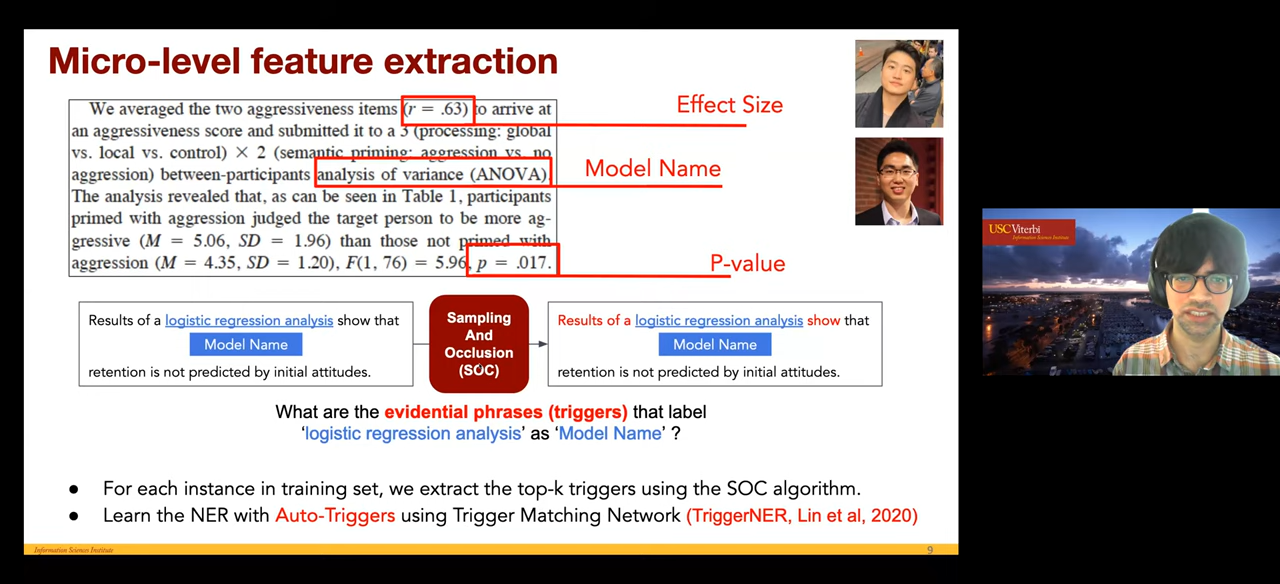 Micro-level feature extraction
We averaged the two aggressiveness items (r = .63) to arrive at
an aggressiveness score and submitted it to a 3 (processing: global
vs. local vs. control) × 2 (semantic priming: aggression vs. no
aggression) between-participants analysis of variance (ANOVA).
The analysis revealed that, as can be seen in Table 1, participants
primed with aggression judged the target person to be more ag-
gressive (M = 5.06, SD = 1.96) than those not primed with
aggression (M = 4.35, SD = 1.20), F(1, 76) = 5.96, p = .017.
Effect Size
Model Name
P-value
Results of a logistic regression analysis show that
Model Name
retention is not predicted by initial attitudes.
Sampling
And
Occlusion
(SOC)
Results of a logistic regression analysis show that
Model Name
retention is not predicted by initial attitudes.
What are the evidential phrases (triggers) that label
‘logistic regression analysis’ as ‘Model Name’ ?
● For each instance in training set, we extract the top-k triggers using the SOC algorithm.
● Learn the NER with Auto-Triggers using Trigger Matching Network (TriggerNER, Lin et al, 2020)
Information Sciences Institute
9
USC Viterbi
Information Sciences Institute